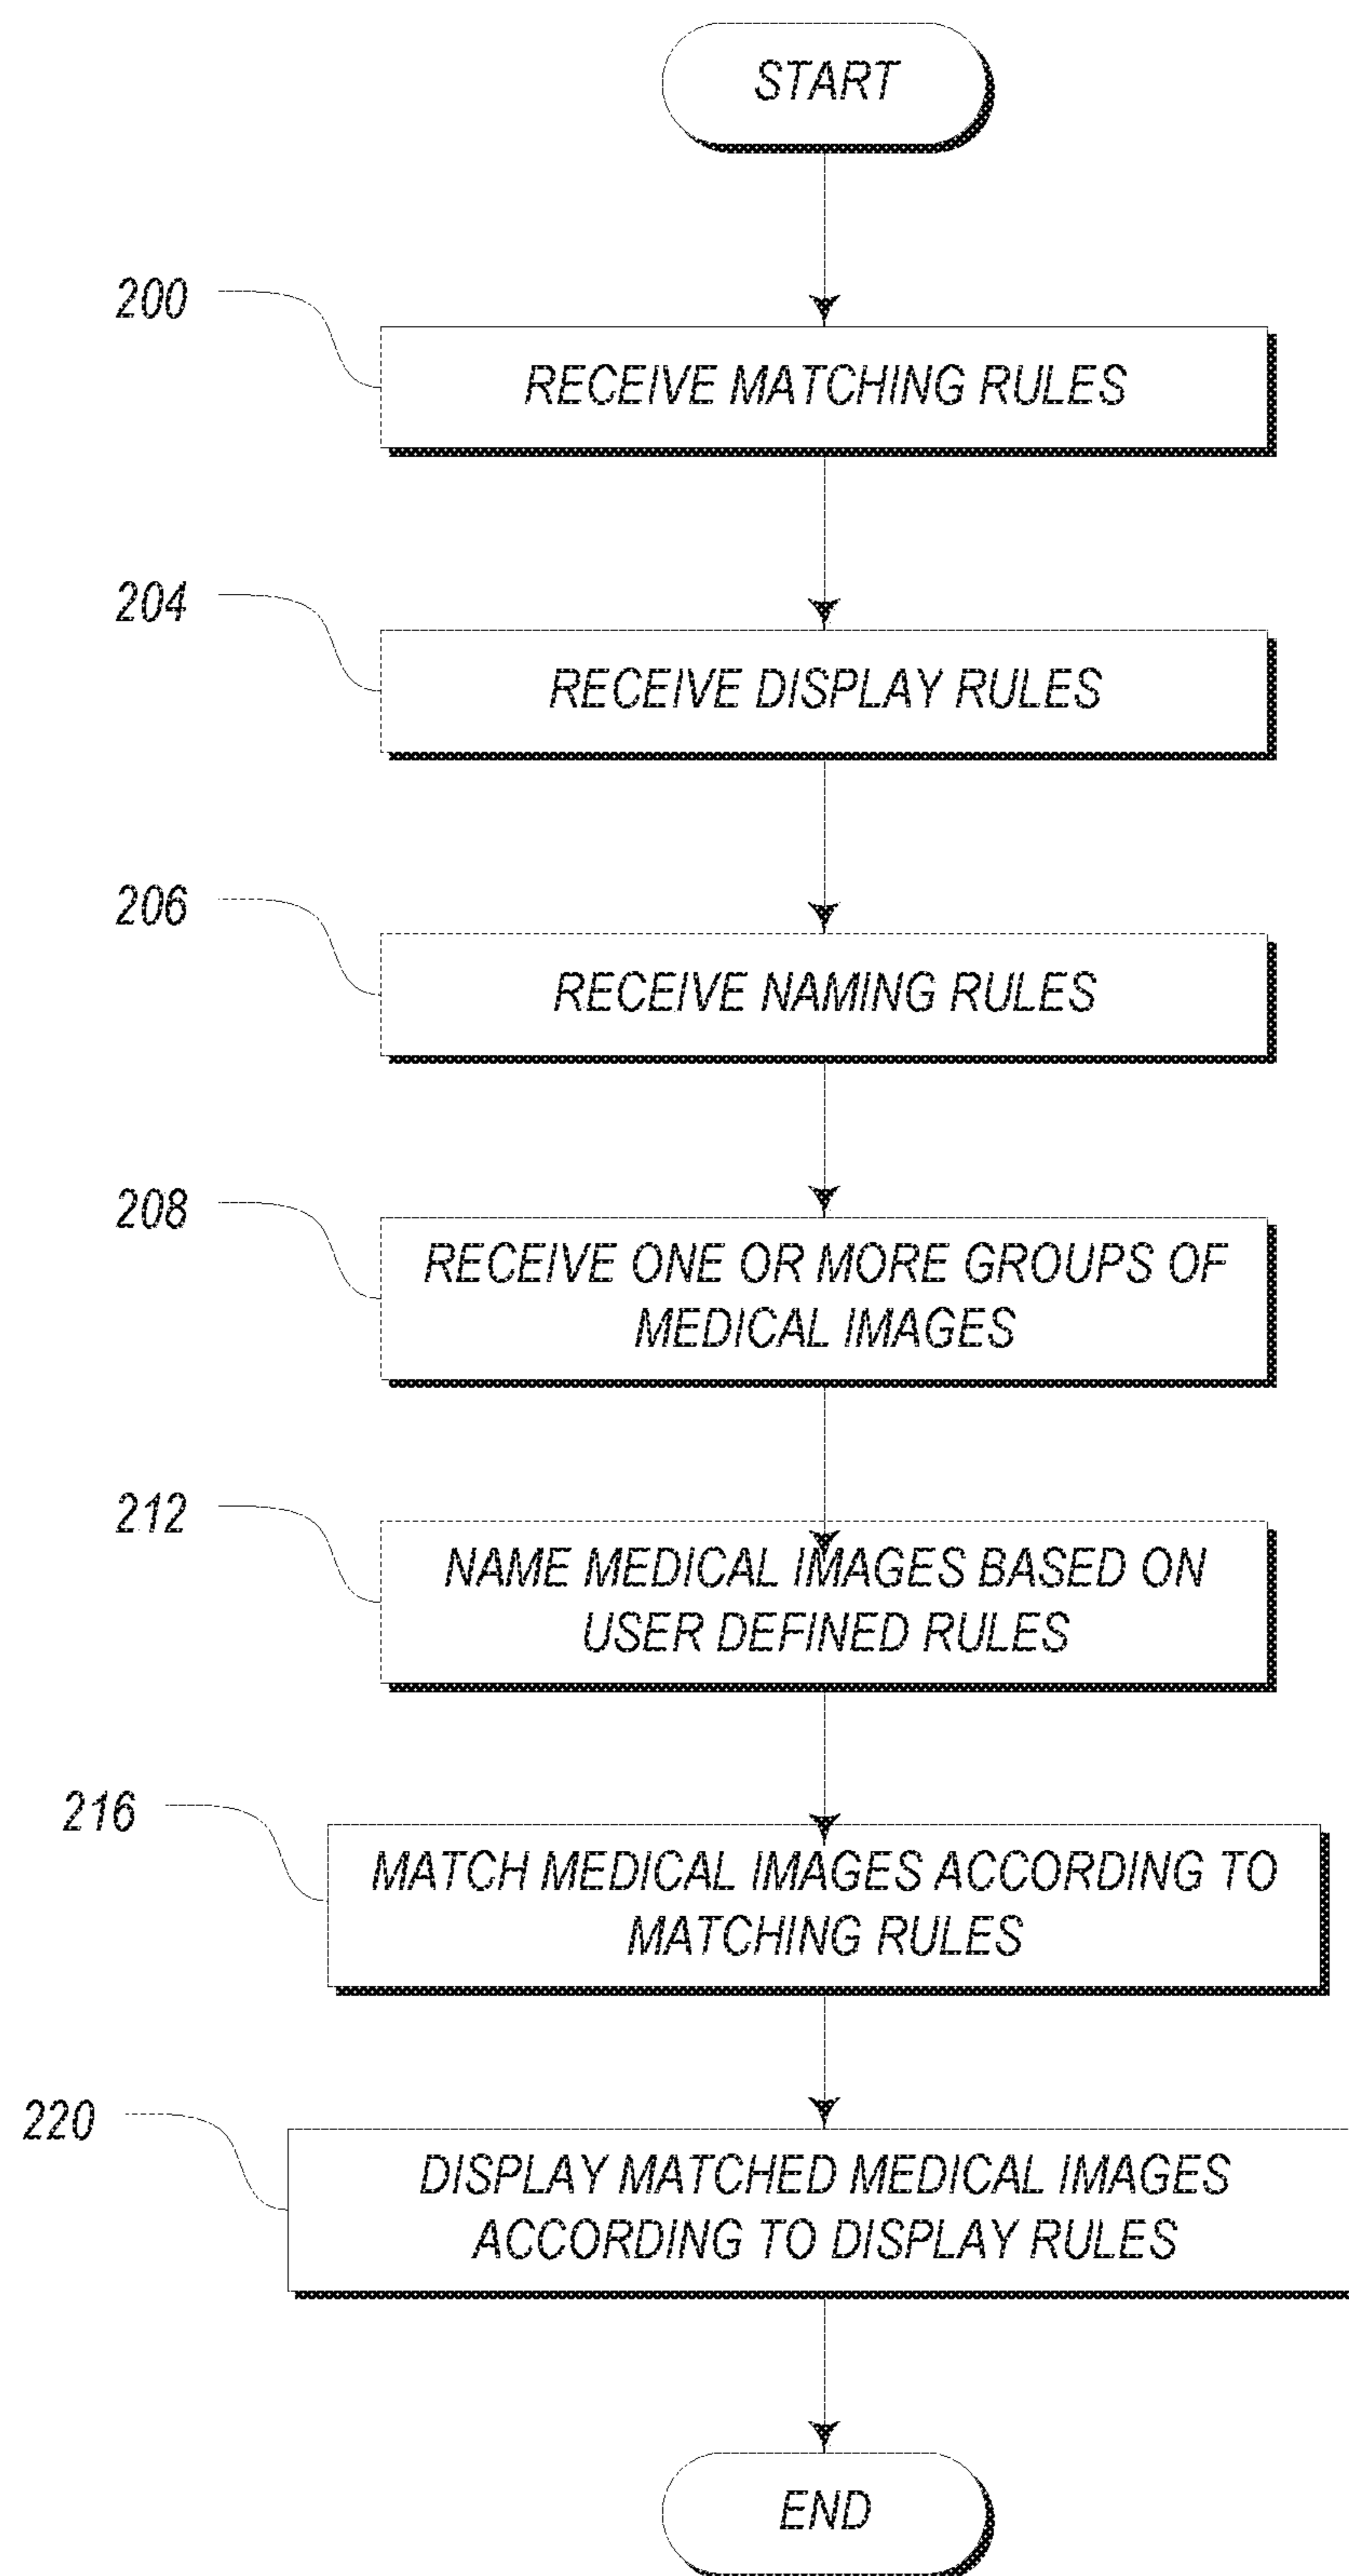 START
200
RECEIVE MATCHING RULES
204
RECEIVE DISPLAY RULES
206
RECEIVE NAMING RULES
208
RECEIVE ONE OR MORE GROUPS OF
MEDICAL IMAGES
212
NAME MEDICAL IMAGES BASED ON
USER DEFINED RULES
216
MATCH MEDICAL IMAGES ACCORDING TO
MATCHING RULES
220
DISPLAY MATCHED MEDICAL IMAGES
ACCORDING TO DISPLAY RULES
END